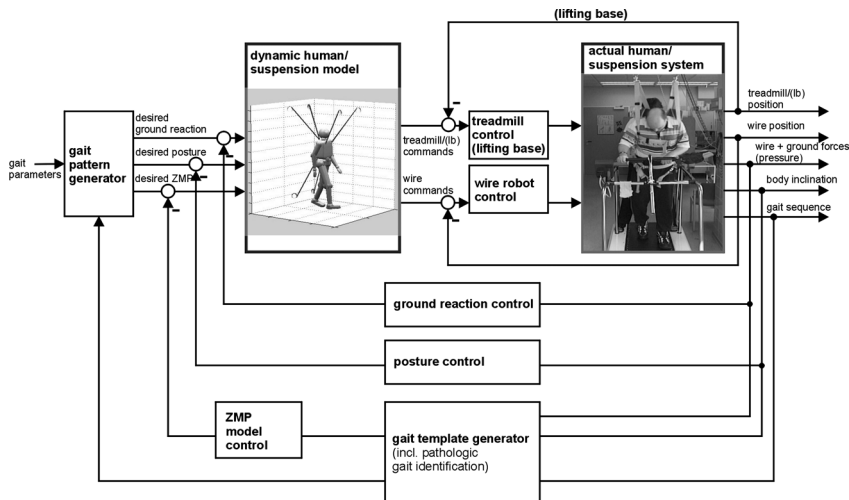 (lifting base)
dynamic human/
suspension model
actual human/
suspension system
gait
parameters
gait
pattern
generator
desired
ground reaction
desired posture
desired ZMP
-
-
-
treadmill/(lb)
commands
wire
commands
-
-
treadmill
control
(lifting base)
wire robot
control
treadmill/(lb)
position
wire position
wire + ground forces
(pressure)
body inclination
gait sequence
ground reaction control
posture control
ZMP
model
control
gait template generator
(incl. pathologic
gait identification)